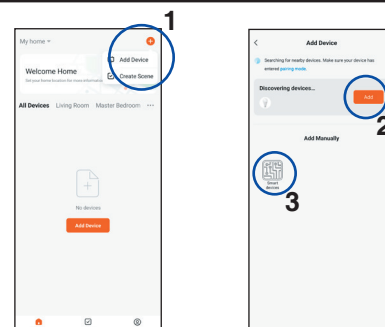 1
My home
Add Device
Create Scene
Welcome Home
Set your home location for more information
All Devices Living Room Master Bedroom ...
No devices
Add Device
Add Device
Searching for nearby devices. Make sure your device has
entered pairing mode.
Discovering devices...
Add
2
Add Manually
Smart
devices
3